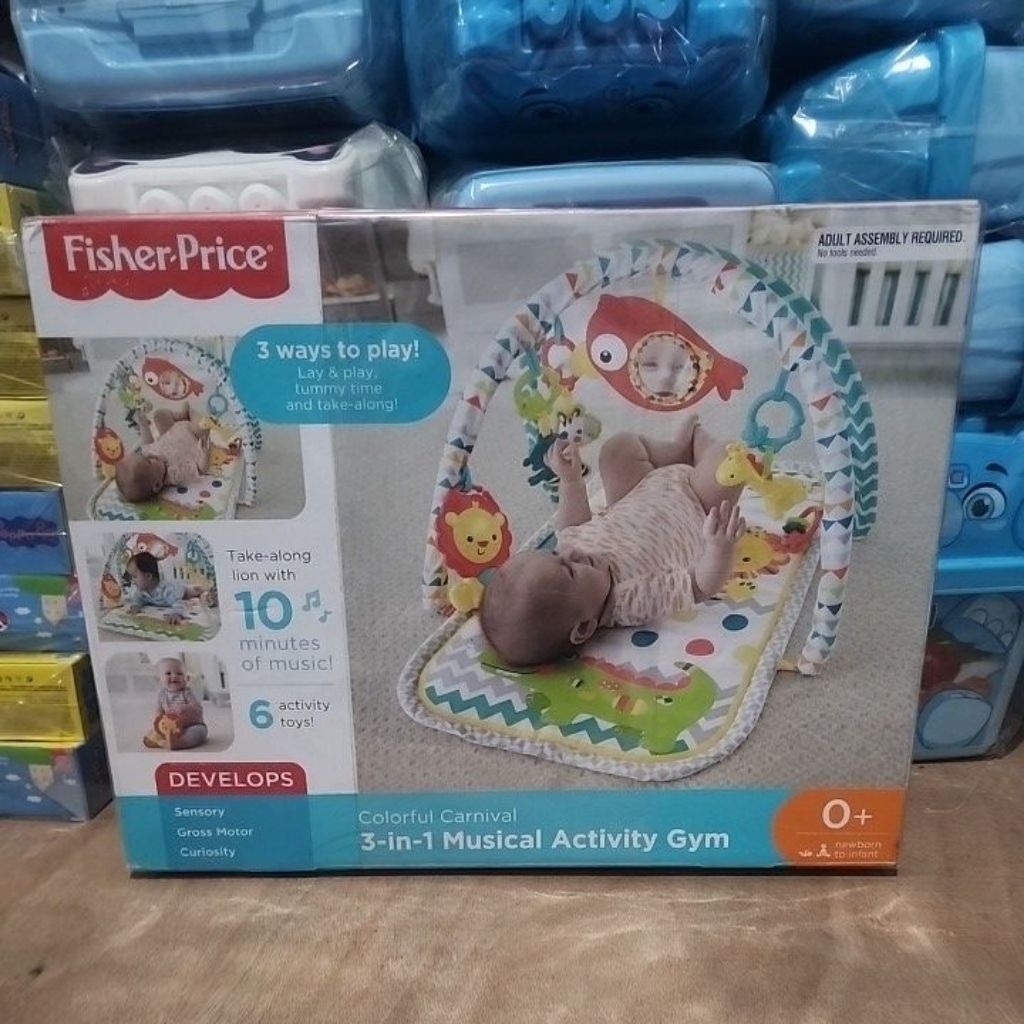 Fisher-Price®
ADULT ASSEMBLY REQUIRED.
No tools needed.
3 ways to play!
Lay & play,
tummy time
and take-along!
Take-along
lion with
10
minutes
of music!
6 activity
toys!
DEVELOPS
Sensory
Gross Motor
Curiosity
Colorful Carnival
3-in-1 Musical Activity Gym
0+
newborn
to infant